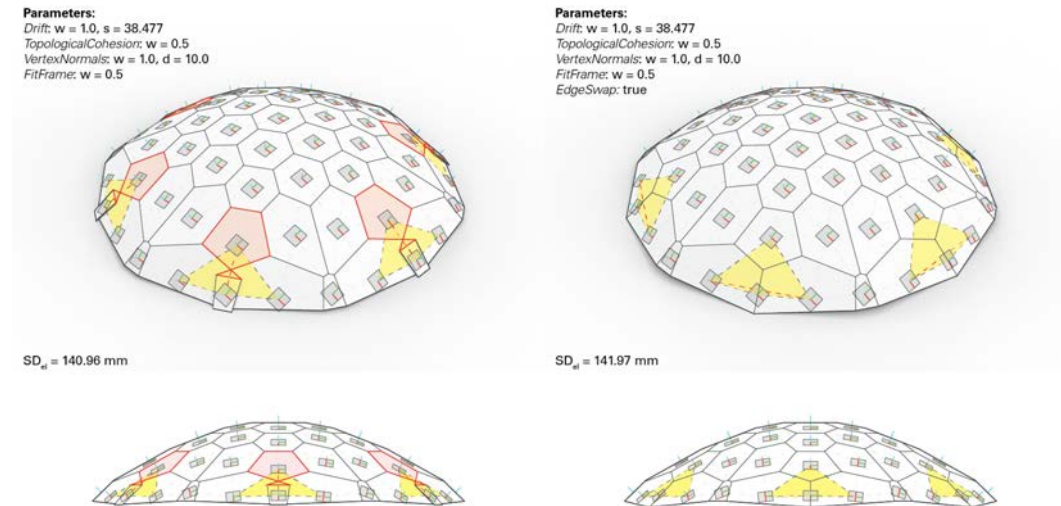 Parameters:
Drift: w = 1.0, s = 38.477
TopologicalCohesion: w = 0.5
VertexNormals: w = 1.0, d = 10.0
FitFrame: w = 0.5
SD_el = 140.96 mm
Parameters:
Drift: w = 1.0, s = 38.477
TopologicalCohesion: w = 0.5
VertexNormals: w = 1.0, d = 10.0
FitFrame: w = 0.5
EdgeSwap: true
SD_el = 141.97 mm